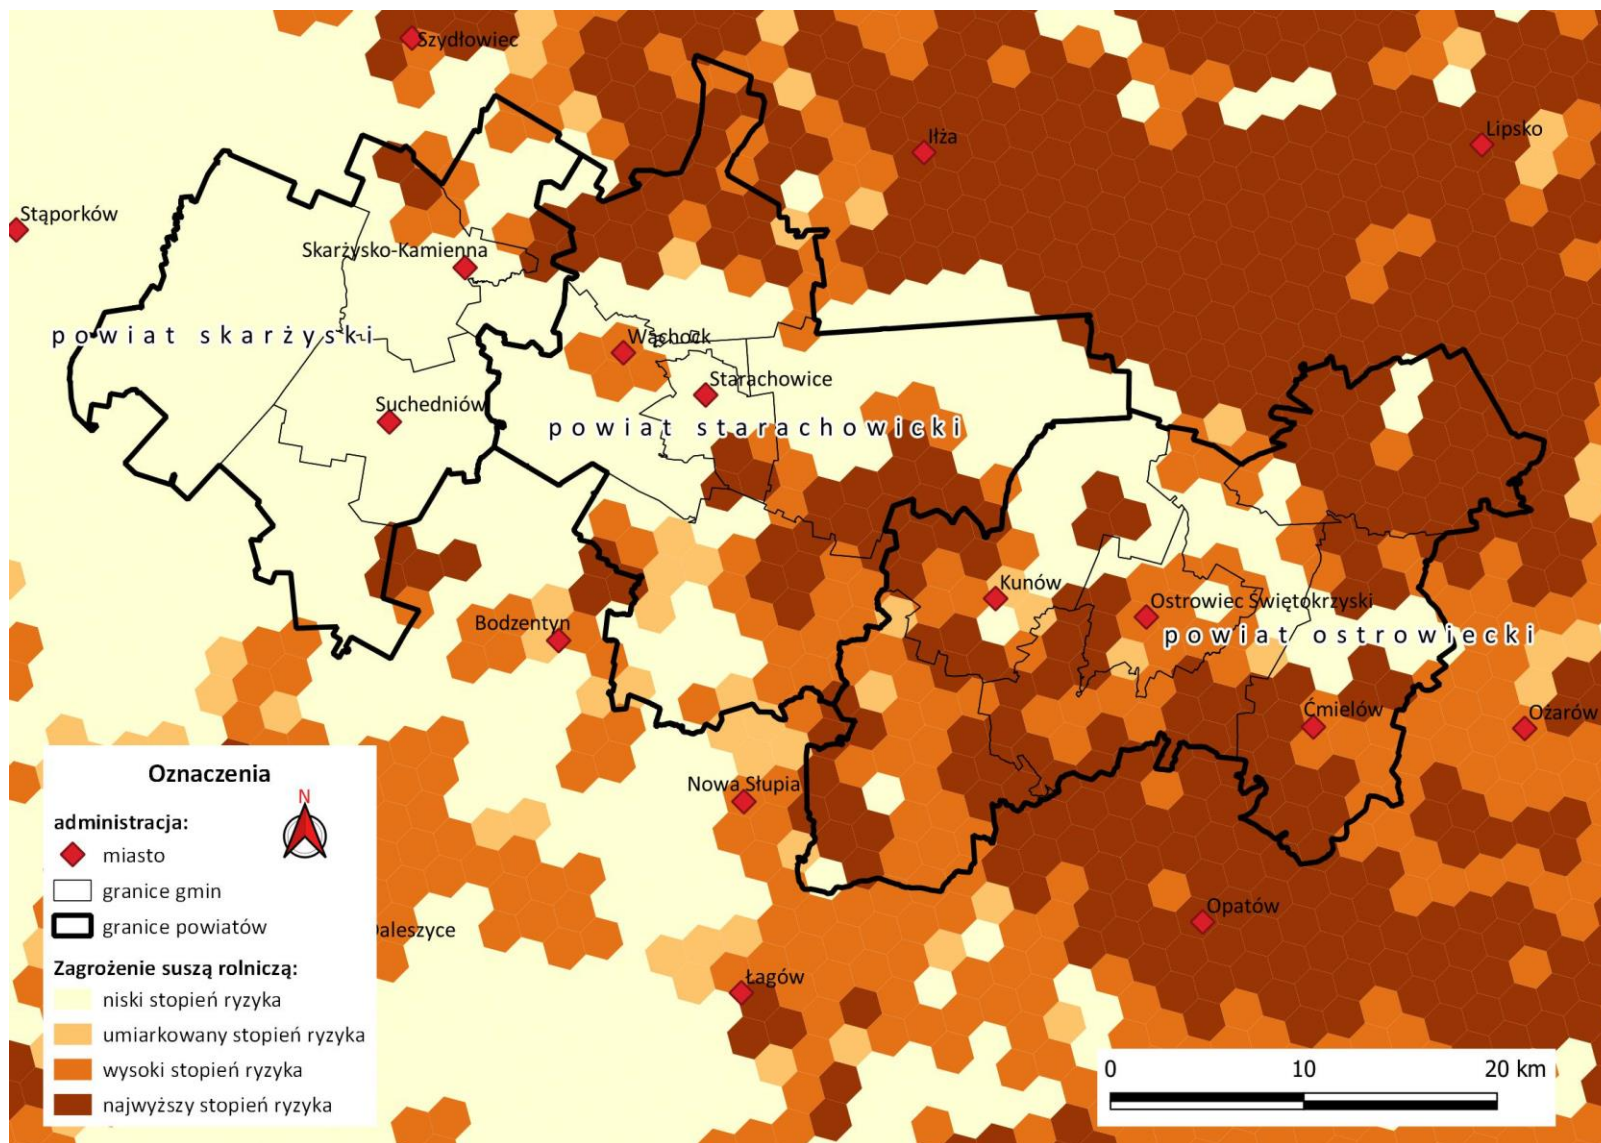 Szydłowiec
Iłża
Lipsko
Stąporków
Skarżysko-Kamienna
powiat skarżyski
Wąchock
Starachowice
Suchedniów
powiat starachowicki
Kunów
Ostrowiec Świętokrzyski
Bodzentyn
powiat ostrowiecki
Ćmielów
Ożarów
Nowa Słupia
Opatów
Daleszyce
Łagów
Oznaczenia
N
administracja:
miasto
granice gmin
granice powiatów
Zagrożenie suszą rolniczą:
niski stopień ryzyka
umiarkowany stopień ryzyka
wysoki stopień ryzyka
najwyższy stopień ryzyka
0 10 20 km